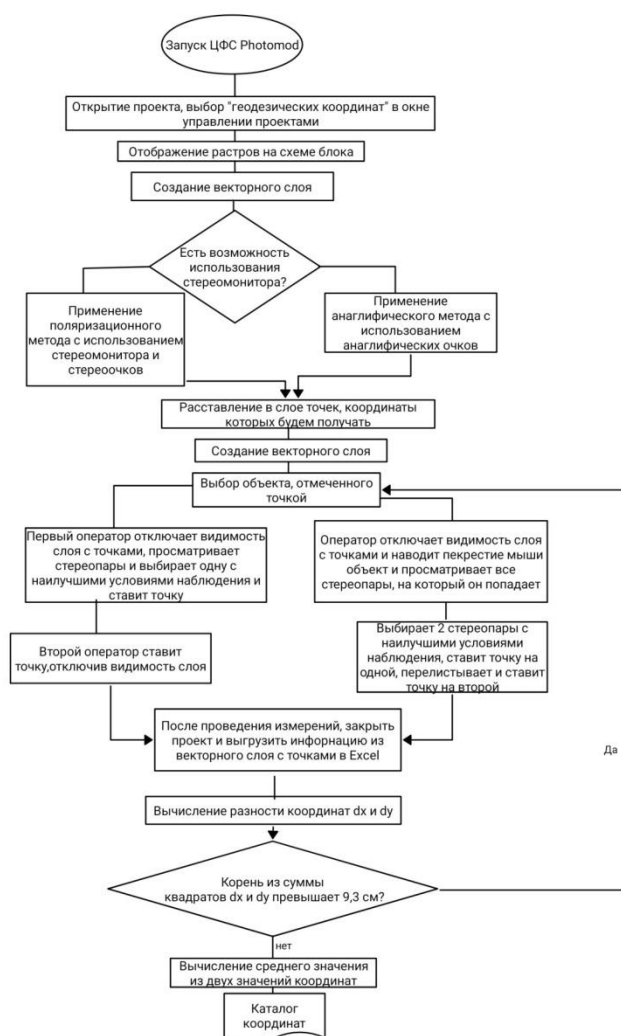 Запуск ЦФС Photomod
Открытие проекта, выбор "геодезических координат" в окне
управлении проектами
Отображение растров на схеме блока
Создание векторного слоя
Есть возможность
использования
стереомонитора?
Применение
поляризационного
метода с использованием
стереомонитора и
стереоочков
Применение
анаглифического метода с
использованием
анаглифических очков
Расставление в слое точек, координаты
которых будем получать
Создание векторного слоя
Выбор объекта, отмеченного
точкой
Первый оператор отключает видимость
слоя с точками, просматривает
стереопары и выбирает одну с
наилучшими условиями наблюдения и
ставит точку
Оператор отключает видимость слоя
с точками и наводит пекрестие мыши
объект и просматривает все
стереопары, на который он попадает
Второй оператор ставит
точку,отключив видимость слоя
Выбирает 2 стереопары с
наилучшими условиями
наблюдения, ставит точку на
одной, перелистывает и ставит
точку на второй
После проведения измерений, закрыть
проект и выгрузить инфорнацию из
векторного слоя с точками в Excel
Да
Вычисление разности координат dx и dy
Корень из суммы
квадратов dx и dy превышает 9,3 см?
нет
Вычисление среднего значения
из двух значений координат
Каталог
координат